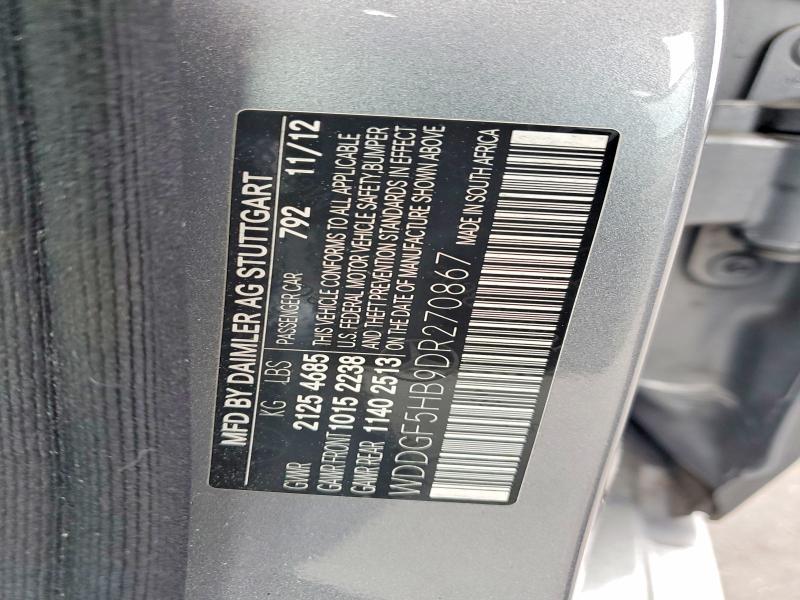 MFD BY DAIMLER AG STUTTGART
KG LBS PASSENGER CAR 792 11/12
GVWR 2125 4685 THIS VEHICLE CONFORMS TO ALL APPLICABLE
GAWR FRONT 1015 2238 U.S. FEDERAL MOTOR VEHICLE SAFETY,BUMPER
GAWR REAR 1140 2513 AND THEFT PREVENTION STANDARDS IN EFFECT
ON THE DATE OF MANUFACTURE SHOWN ABOVE
WDDGF5HB9DR270867 MADE IN SOUTH AFRICA